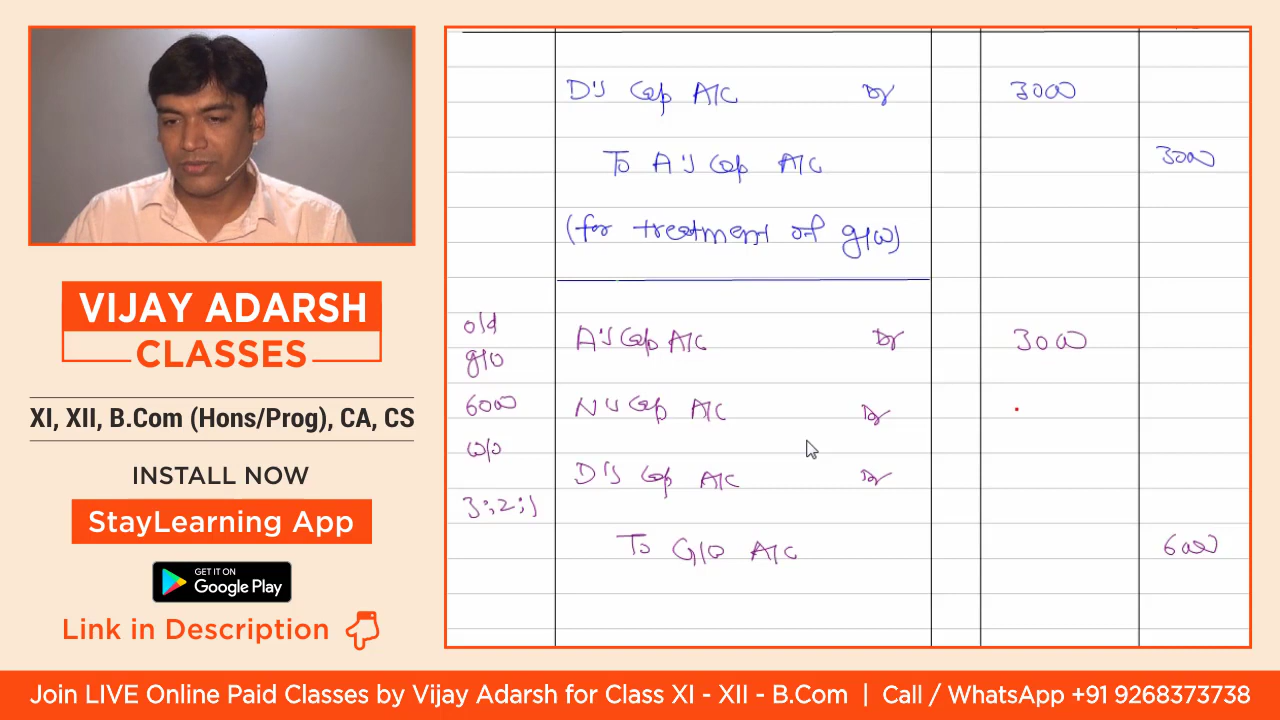 D's Cap A/C Dr 3000
To A's Cap A/C 3000
(for treatment of g/w)
old A's Cap A/C Dr 3000
g/w
6000 N's Cap A/C Dr
w/o
D's Cap A/C Dr
3:2:1
To G/w A/C 6000
VIJAY ADARSH
CLASSES
XI, XII, B.Com (Hons/Prog), CA, CS
INSTALL NOW
StayLearning App
GET IT ON
Google Play
Link in Description
Join LIVE Online Paid Classes by Vijay Adarsh for Class XI - XII - B.Com | Call / WhatsApp +91 9268373738